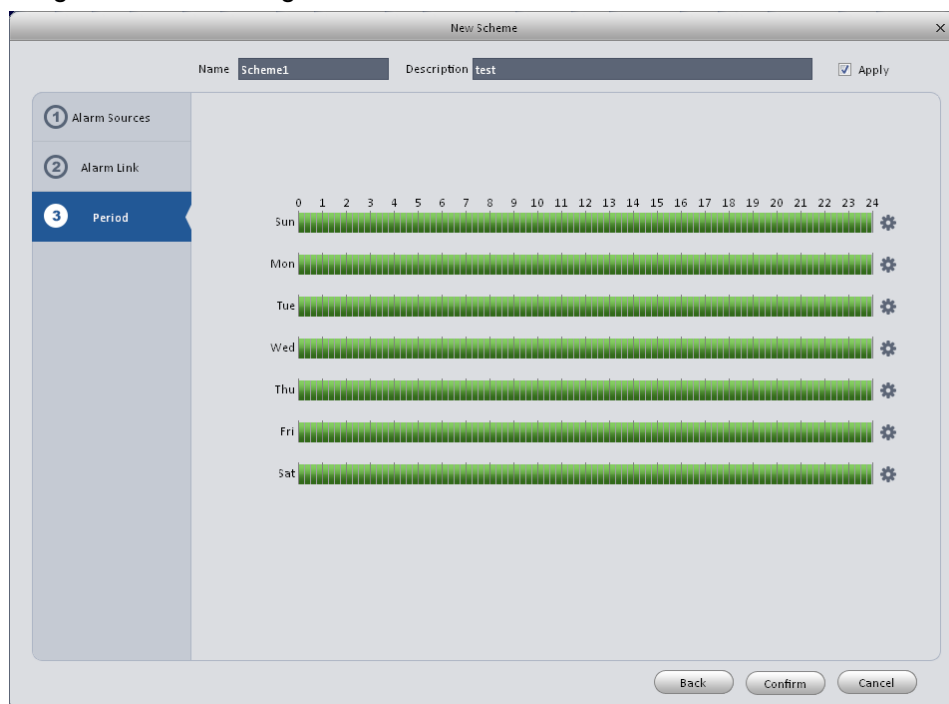 New Scheme
Name Scheme1 Description test Apply
1 Alarm Sources
2 Alarm Link
3 Period
0 1 2 3 4 5 6 7 8 9 10 11 12 13 14 15 16 17 18 19 20 21 22 23 24
Sun
Mon
Tue
Wed
Thu
Fri
Sat
Back Confirm Cancel